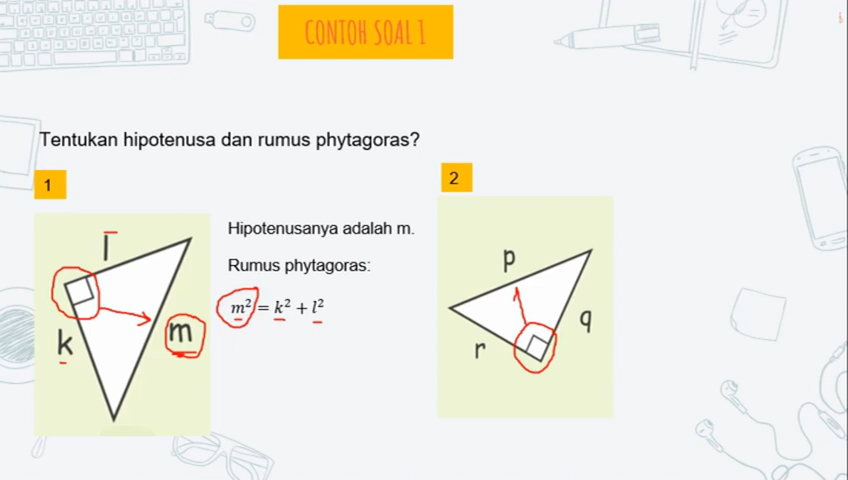 CONTOH SOAL 1
Tentukan hipotenusa dan rumus phytagoras?
1
l
k
m
Hipotenusanya adalah m.
Rumus phytagoras:
m² = k² + l²
2
p
q
r